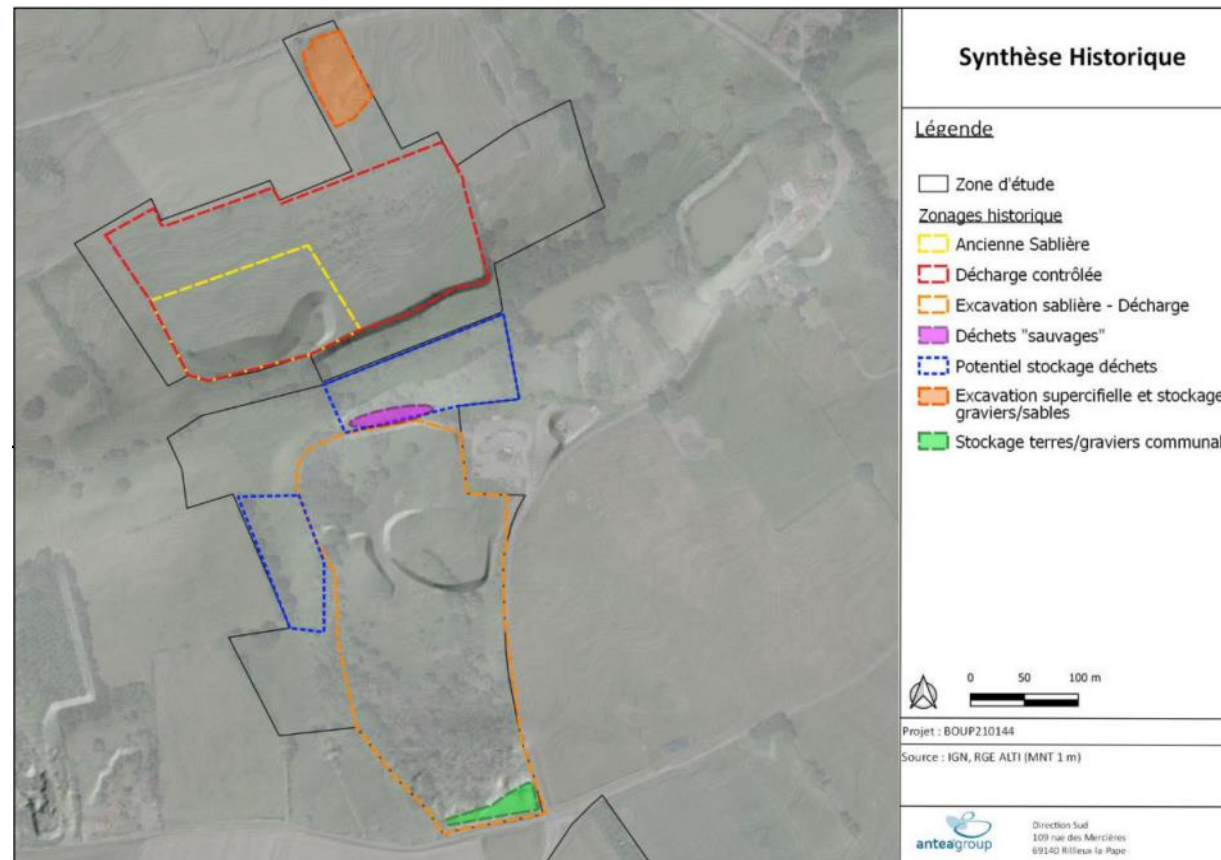 Synthèse Historique
Légende
Zone d'étude
Zonages historique
Ancienne Sablière
Décharge contrôlée
Excavation sablière - Décharge
Déchets "sauvages"
Potentiel stockage déchets
Excavation supercifielle et stockage
graviers/sables
Stockage terres/graviers communal
0 50 100 m
Projet : BOUP210144
Source : IGN, RGE ALTI (MNT 1 m)
anteagroup
Direction Sud
109 rue des Mercières
69140 Rillieux la Pape